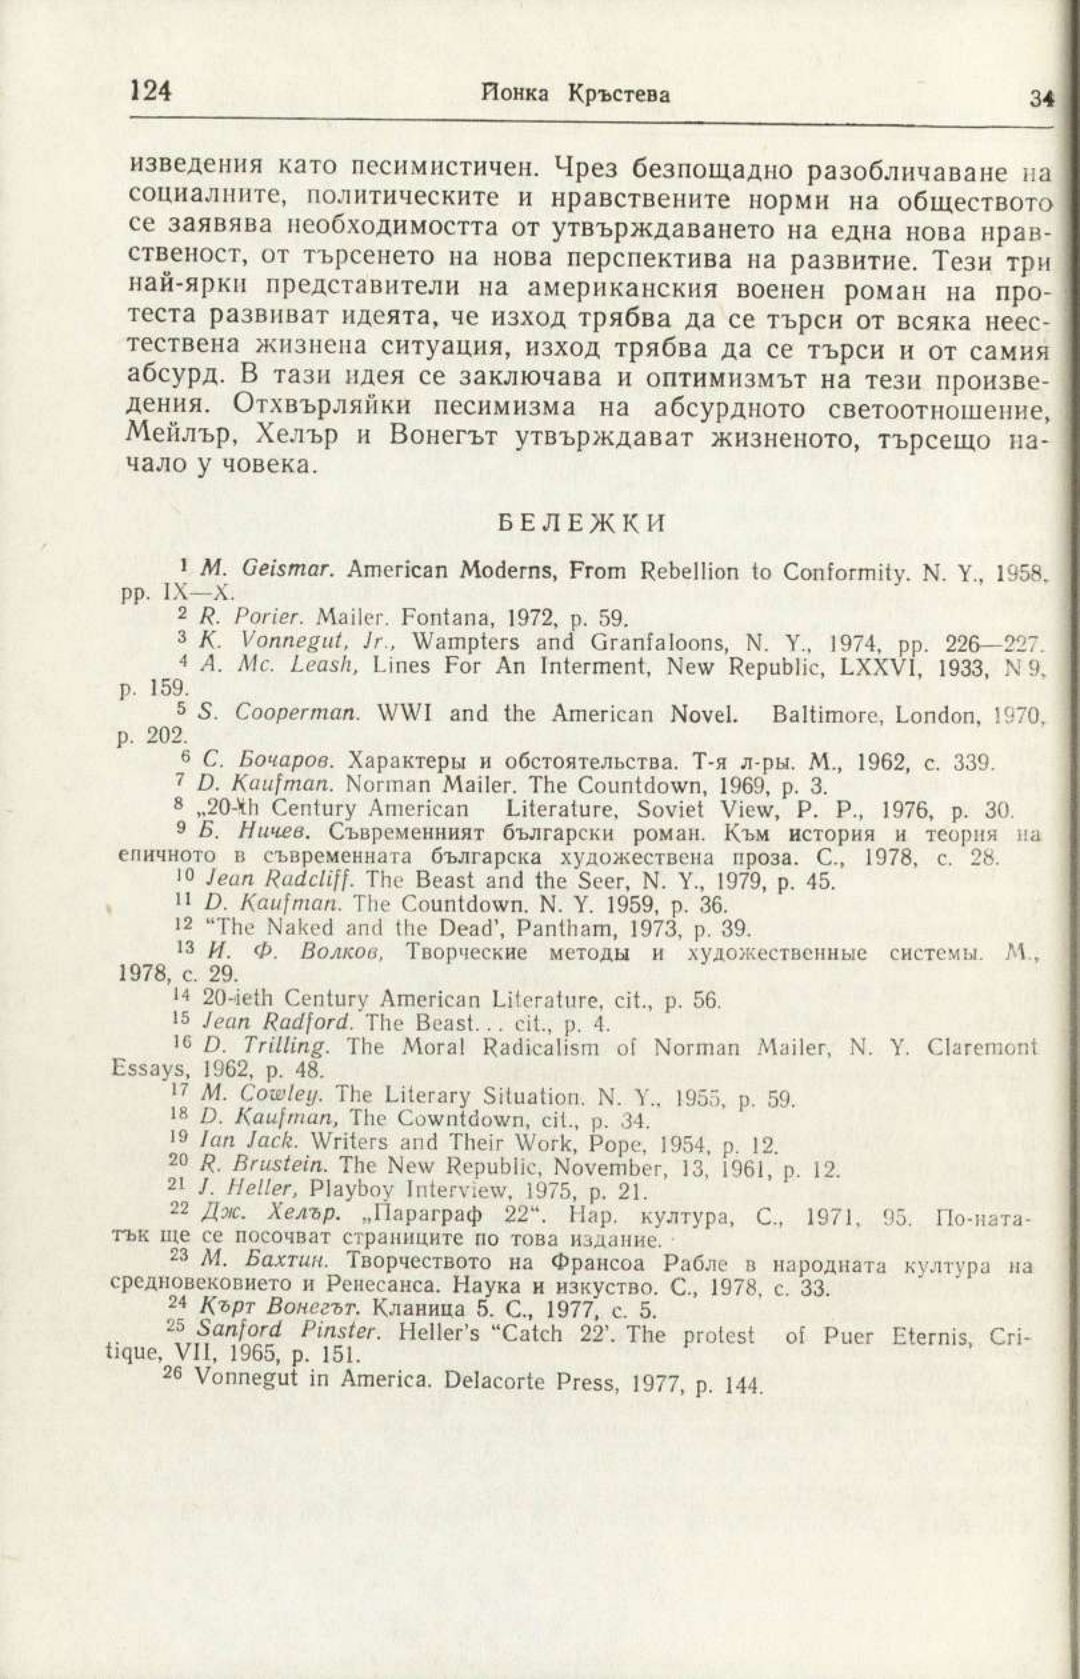 124 Йонка Кръстева 34
изведения като песимистичен. Чрез безпощадно разобличаване на
социалните, политическите и нравствените норми на обществото
се заявява необходимостта от утвърждаването на една нова нрав-
ственост, от търсенето на нова перспектива на развитие. Тези три
най-ярки представители на американския военен роман на про-
теста развиват идеята, че изход трябва да се търси от всяка неес-
тествена жизнена ситуация, изход трябва да се търси и от самия
абсурд. В тази идея се заключава и оптимизмът на тези произве-
дения. Отхвърляйки песимизма на абсурдното светоотношение,
Мейлър, Хелър и Вонегът утвърждават жизненото, търсещо на-
чало у човека.
БЕЛЕЖКИ
1 M. Geismar. American Moderns, From Rebellion to Conformity. N. Y., 1958,
pp. IX—X.
2 R. Porier. Mailer. Fontana, 1972, p. 59.
3 K. Vonnegut, Jr., Wampters and Granfaloons, N. Y., 1974, pp. 226—227.
4 A. Mc. Leash, Lines For An Interment, New Republic, LXXVI, 1933, N 9,
p. 159.
5 S. Cooperman. WWI and the American Novel. Baltimore, London, 1970,
p. 202.
6 С. Бочаров. Характеры и обстоятельства. Т-я л-ры. М., 1962, с. 339.
7 D. Kaufman. Norman Mailer. The Countdown, 1969, p. 3.
8 „20-th Century American Literature, Soviet View, P. P., 1976, p. 30.
9 Б. Ничев. Съвременният български роман. Към история и теория на
епичното в съвременната българска художествена проза. С., 1978, с. 28.
10 Jean Radcliff. The Beast and the Seer, N. Y., 1979, p. 45.
11 D. Kaufman. The Countdown. N. Y. 1959, p. 36.
12 “The Naked and the Dead’, Pantham, 1973, p. 39.
13 И. Ф. Волков, Творческие методы и художественные системы. М.,
1978, с. 29.
14 20-ieth Century American Literature, cit., p. 56.
15 Jean Radford. The Beast... cit., p. 4.
16 D. Trilling. The Moral Radicalism of Norman Mailer, N. Y. Claremont
Essays, 1962, p. 48.
17 M. Cowley. The Literary Situation. N. Y., 1955, p. 59.
18 D. Kaufman, The Cowntdown, cit., p. 34.
19 Ian Jack. Writers and Their Work, Pope, 1954, p. 12.
20 R. Brustein. The New Republic, November, 13, 1961, p. 12.
21 J. Heller, Playboy Interview, 1975, p. 21.
22 Дж. Хелър. „Параграф 22“. Нар. култура, С., 1971, 95. По-ната-
тък ще се посочват страниците по това издание.
23 М. Бахтин. Творчеството на Франсоа Рабле в народната култура на
средновековието и Ренесанса. Наука и изкуство. С., 1978, с. 33.
24 Кърт Вонегът. Кланица 5. С., 1977, с. 5.
25 Sanford Pinster. Heller’s “Catch 22’. The protest of Puer Eternis, Cri-
tique, VII, 1965, p. 151.
26 Vonnegut in America. Delacorte Press, 1977, p. 144.